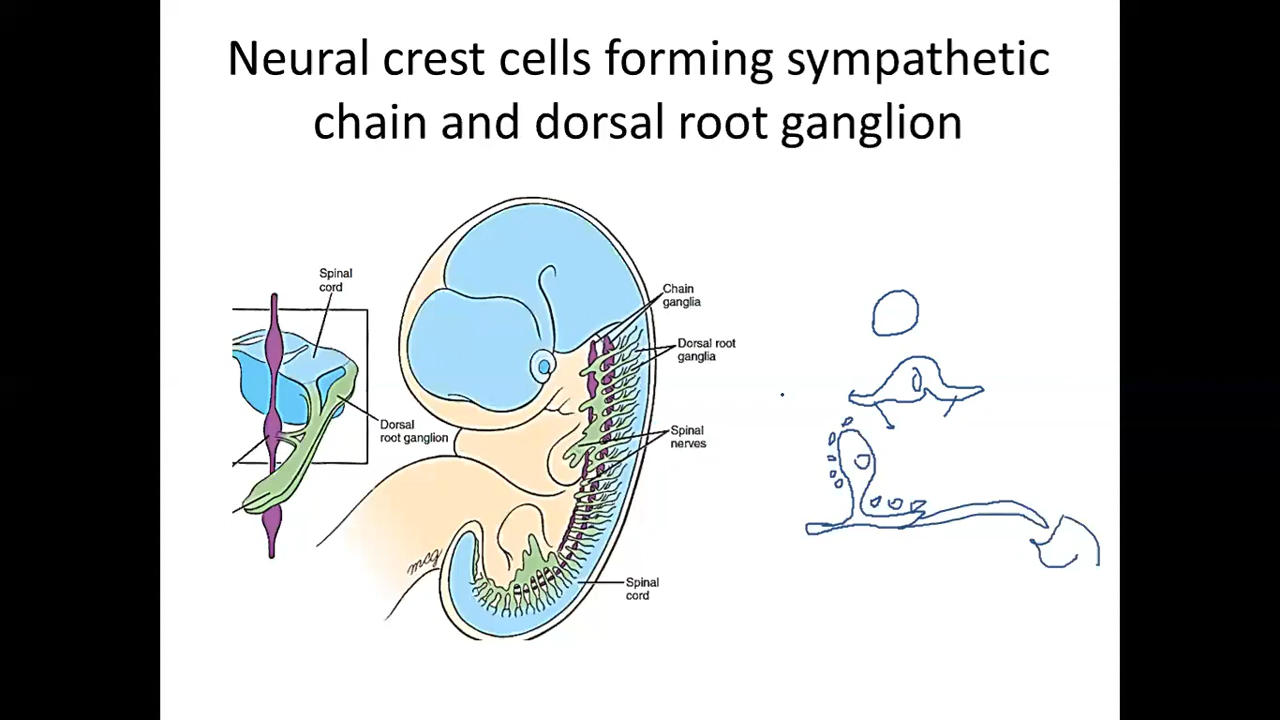 Neural crest cells forming sympathetic
chain and dorsal root ganglion
Spinal
cord
Dorsal
root ganglion
Chain
ganglia
Dorsal root
ganglia
Spinal
nerves
Spinal
cord
mcg